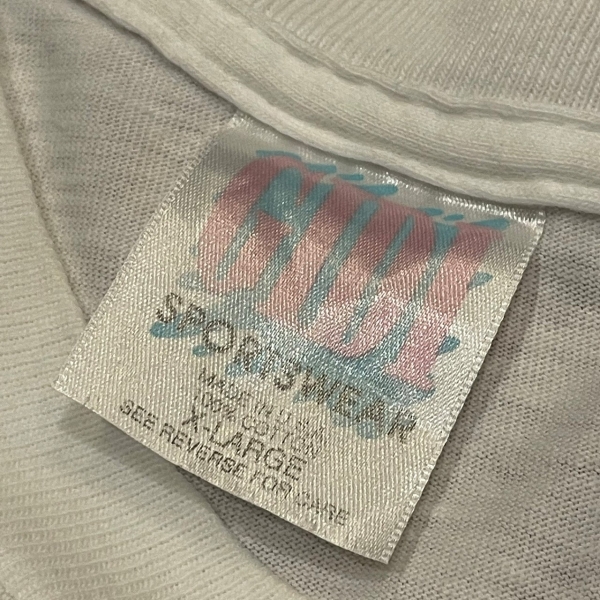 SPORTSWEAR
MADE IN U.S.A.
100% COTTON
X-LARGE
SEE REVERSE FOR CARE